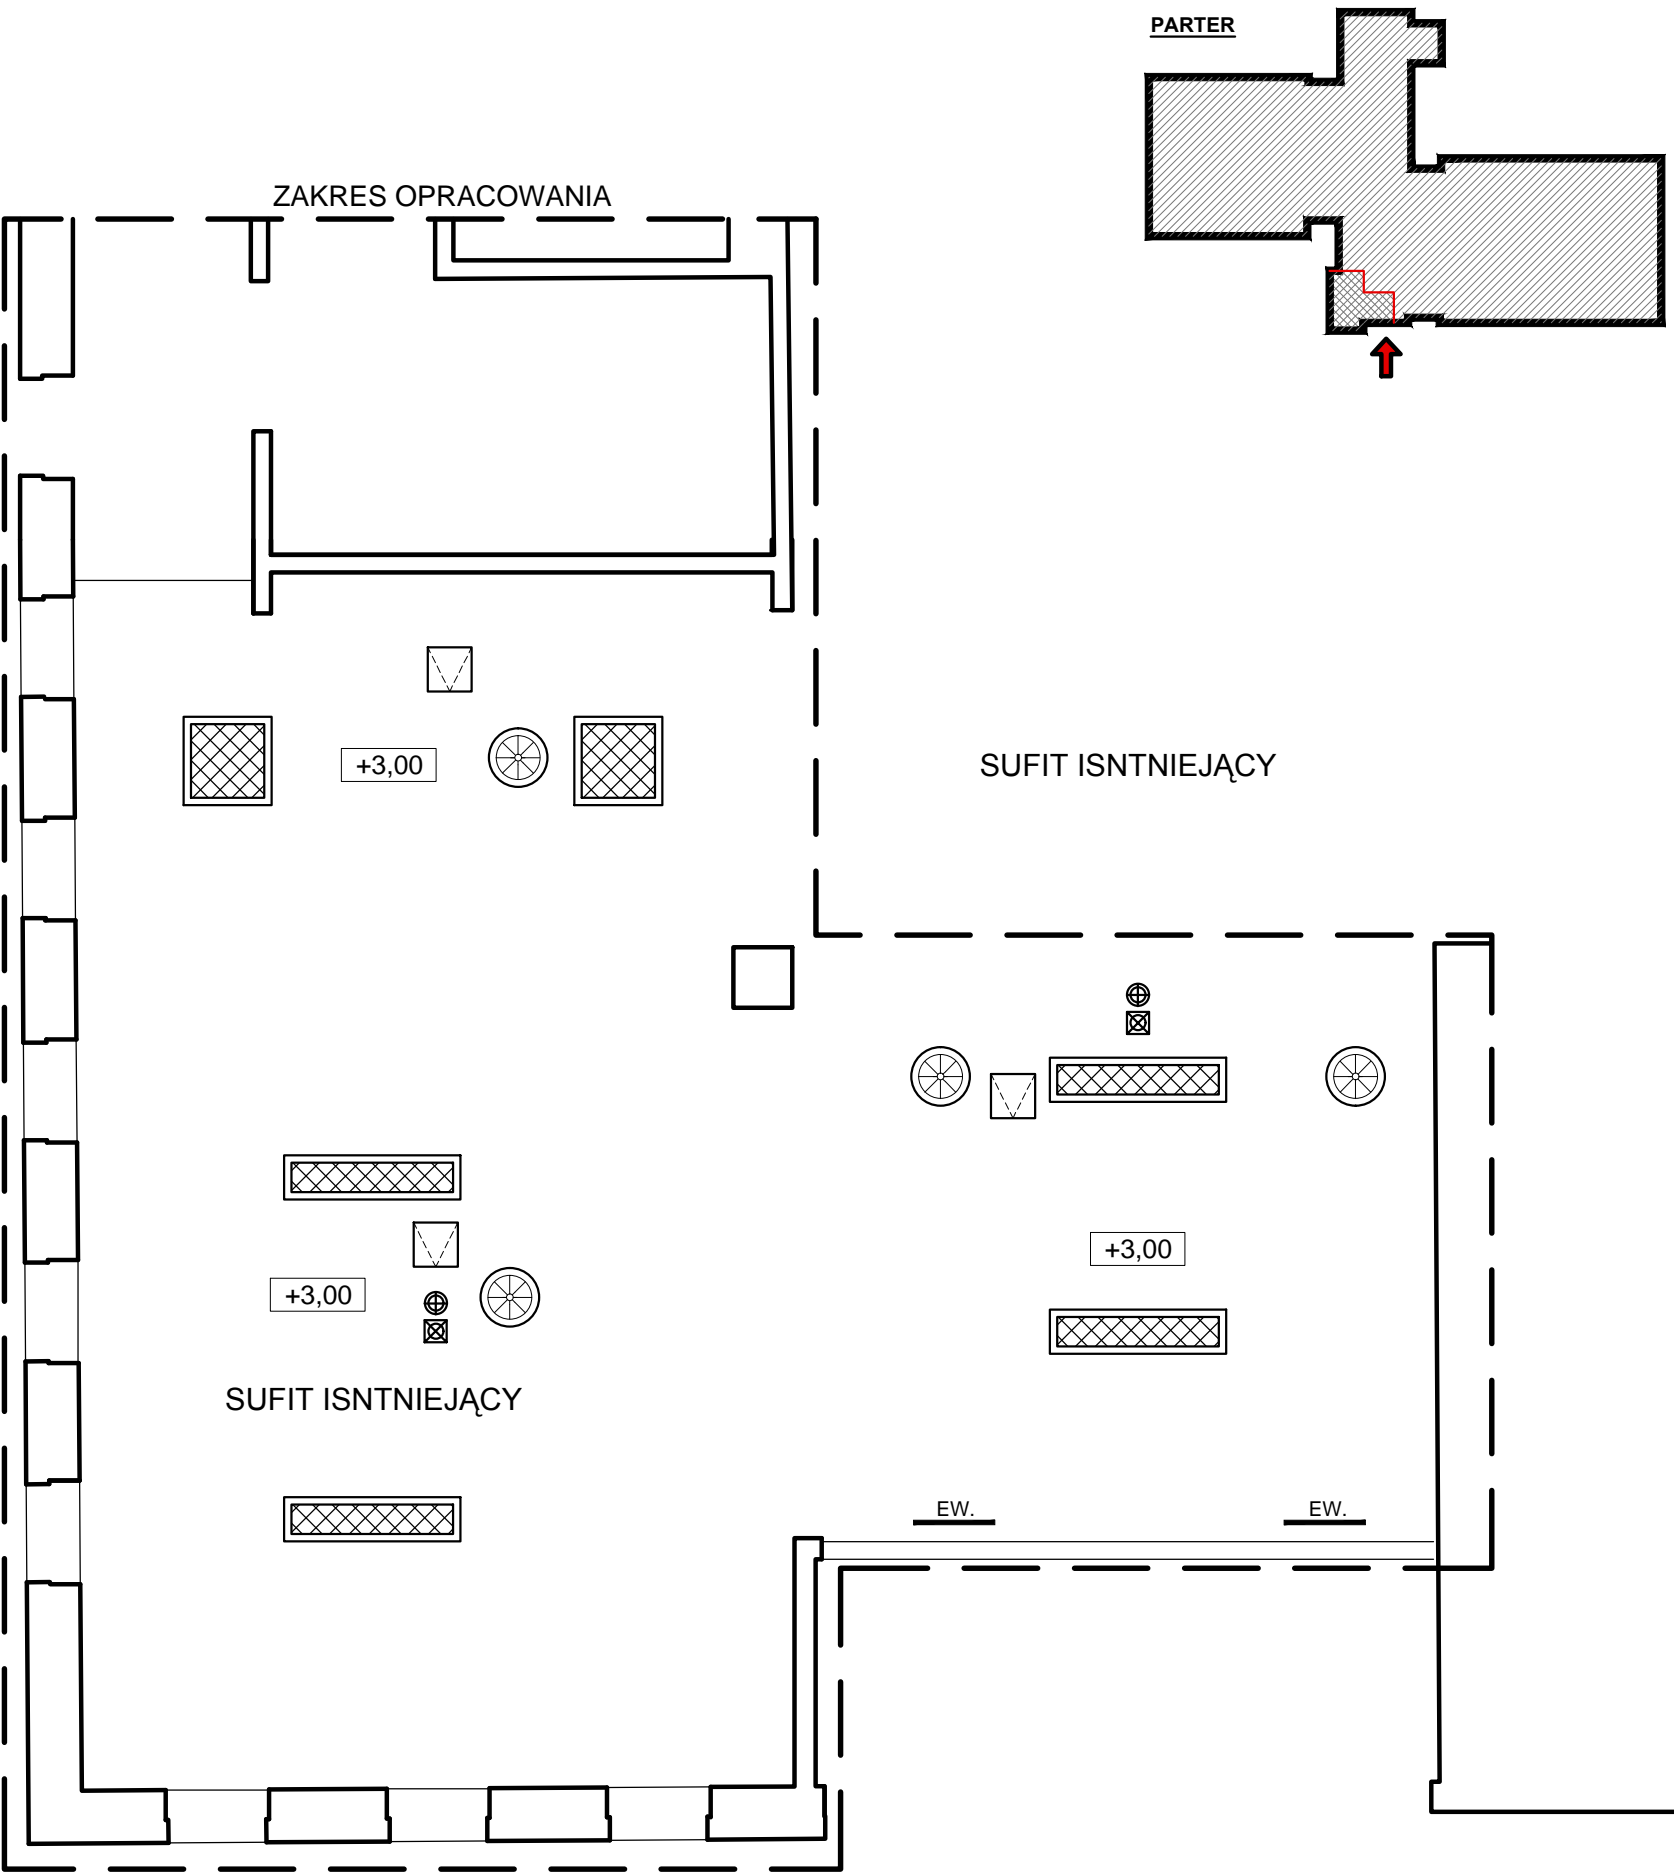 PARTER
ZAKRES OPRACOWANIA
+3,00
SUFIT ISNTNIEJĄCY
+3,00
+3,00
SUFIT ISNTNIEJĄCY
EW.
EW.